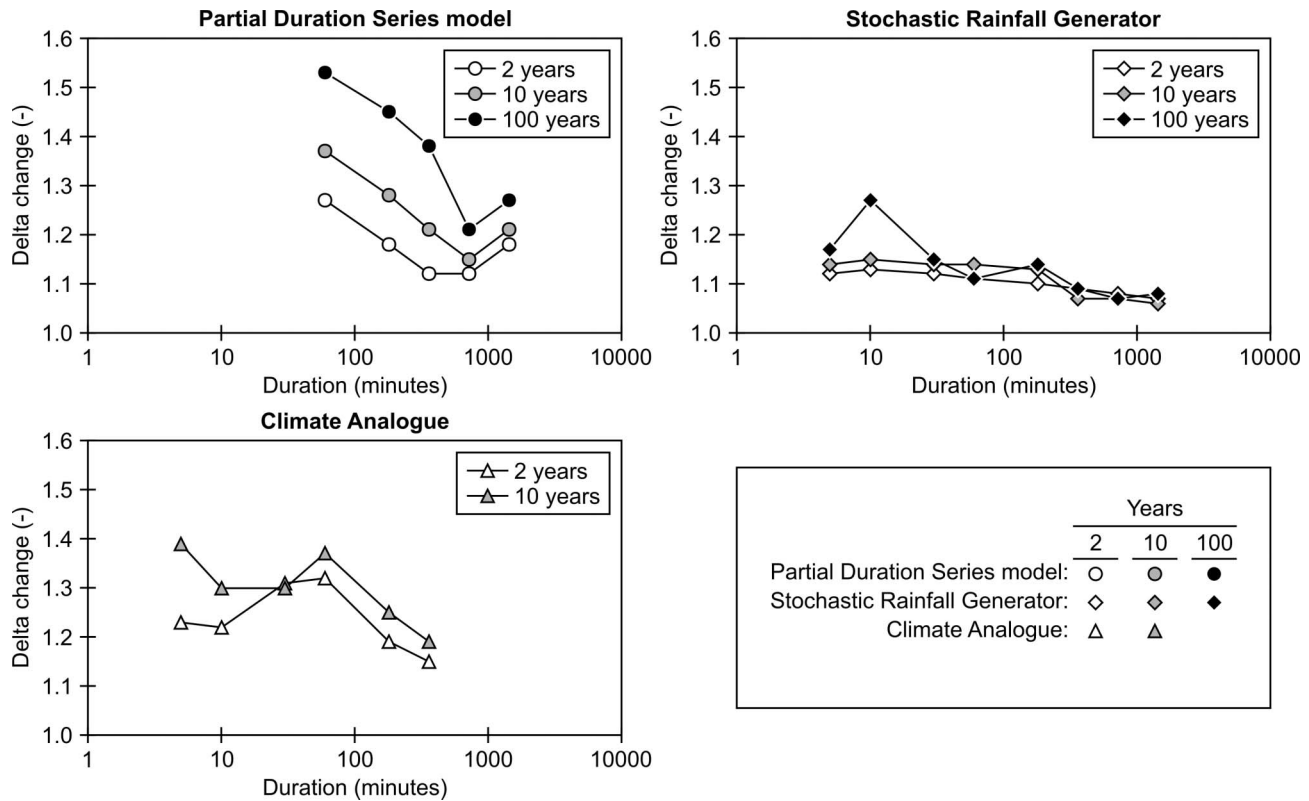 Partial Duration Series model
1.6
1.5
1.4
1.3
1.2
1.1
1.0
Delta change (-)
2 years
10 years
100 years
1 10 100 1000 10000
Duration (minutes)
Stochastic Rainfall Generator
1.6
1.5
1.4
1.3
1.2
1.1
1.0
Delta change (-)
2 years
10 years
100 years
1 10 100 1000 10000
Duration (minutes)
Climate Analogue
1.6
1.5
1.4
1.3
1.2
1.1
1.0
Delta change (-)
2 years
10 years
1 10 100 1000 10000
Duration (minutes)
Years
2 10 100
Partial Duration Series model:
Stochastic Rainfall Generator:
Climate Analogue: